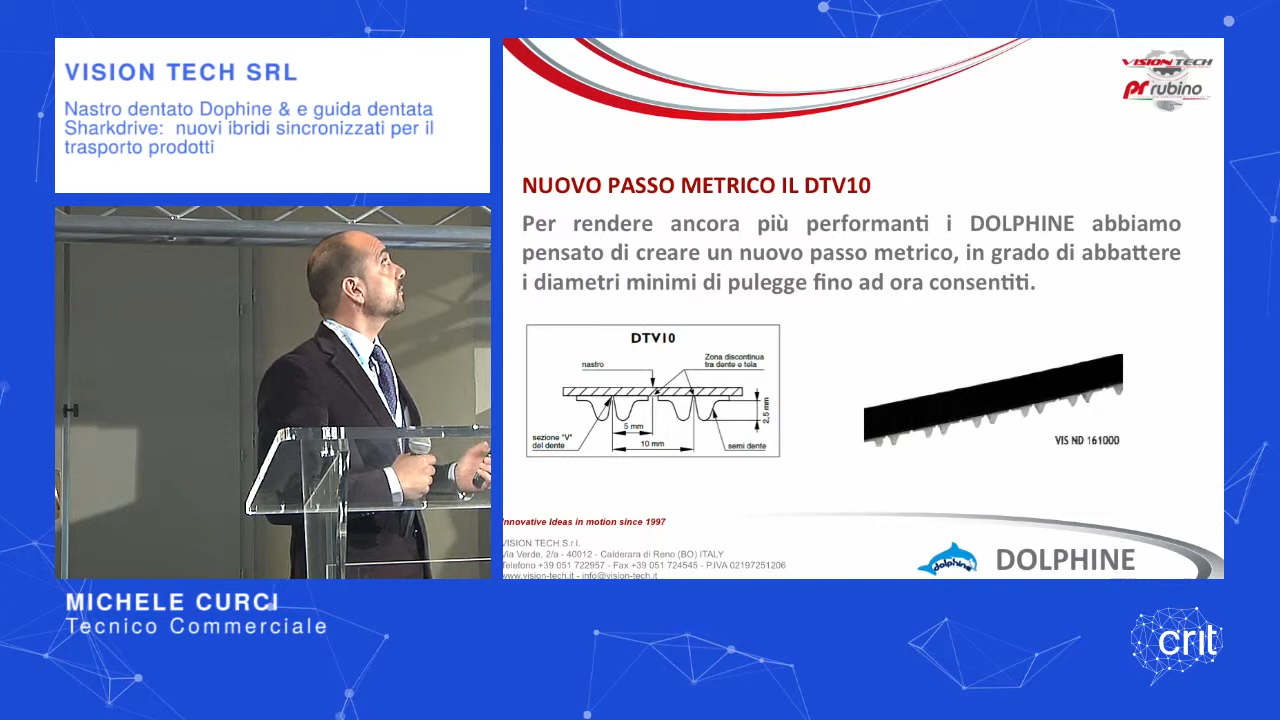 VISION TECH SRL
Nastro dentato Dophine & e guida dentata
Sharkdrive: nuovi ibridi sincronizzati per il
trasporto prodotti
VISION TECH
pr rubino
NUOVO PASSO METRICO IL DTV10
Per rendere ancora più performanti i DOLPHINE abbiamo
pensato di creare un nuovo passo metrico, in grado di abbattere
i diametri minimi di pulegge fino ad ora consentiti.
DTV10
nastro
Zona discontinua
tra dente e tela
2,5 mm
5 mm
sezione "V"
del dente
10 mm
semi dente
VIS ND 161000
Innovative Ideas in motion since 1997
VISION TECH S.r.l.
Via Verde, 2/a - 40012 - Calderara di Reno (BO) ITALY
Telefono +39 051 722957 - Fax +39 051 724545 - P.IVA 02197251206
www.vision-tech.it - info@vision-tech.it
dolphine
DOLPHINE
MICHELE CURCI
Tecnico Commerciale
crit